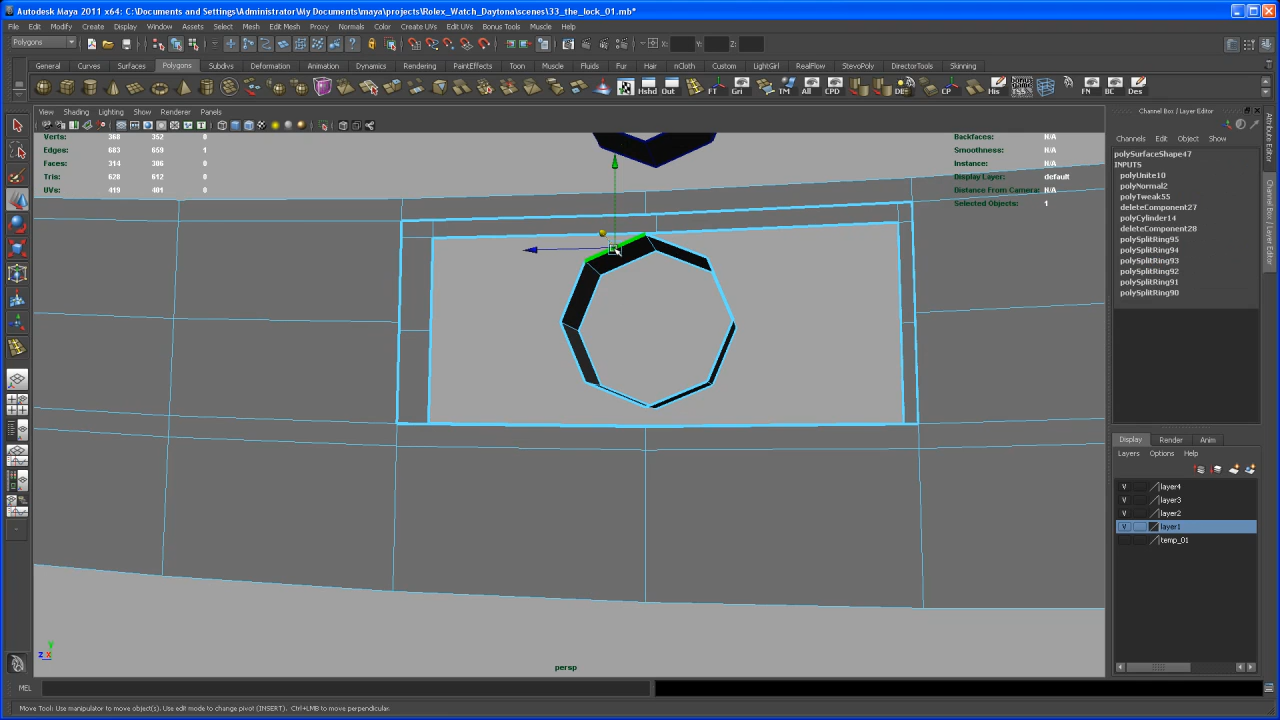 Autodesk Maya 2011 x64: C:\Documents and Settings\Administrator\My Documents\maya\projects\Rolex_Watch_Daytona\scenes\33_the_lock_01.mb*
File Edit Modify Create Display Window Assets Select Mesh Edit Mesh Proxy Normals Color Create UVs Edit UVs Bonus Tools Muscle Help
Polygons X: Y: Z:
General Curves Surfaces Polygons Subdivs Deformation Animation Dynamics Rendering PaintEffects Toon Muscle Fluids Fur Hair nCloth Custom LightGirl RealFlow StevoPoly DirectorTools Skinning
Hshd Out FT Gri TM All CPD DE CP His TSS FN BC Des
View Shading Lighting Show Renderer Panels
Channel Box / Layer Editor
Verts: 368 352 0
Edges: 683 659 1
Faces: 314 306 0
Tris: 628 612 0
UVs: 419 401 0
Backfaces: N/A
Smoothness: N/A
Instance: N/A
Display Layer: default
Distance From Camera: N/A
Selected Objects: 1
Channels Edit Object Show
polySurfaceShape47
INPUTS
polyUnite10
polyNormal2
polyTweak55
deleteComponent27
polyCylinder14
deleteComponent28
polySplitRing95
polySplitRing94
polySplitRing93
polySplitRing92
polySplitRing91
polySplitRing90
Attribute Editor
Channel Box / Layer Editor
Display Render Anim
Layers Options Help
V layer4
V layer3
V layer2
V layer1
temp_01
y
z x
persp
MEL
Move Tool: Use manipulator to move object(s). Use edit mode to change pivot (INSERT). Ctrl+LMB to move perpendicular.